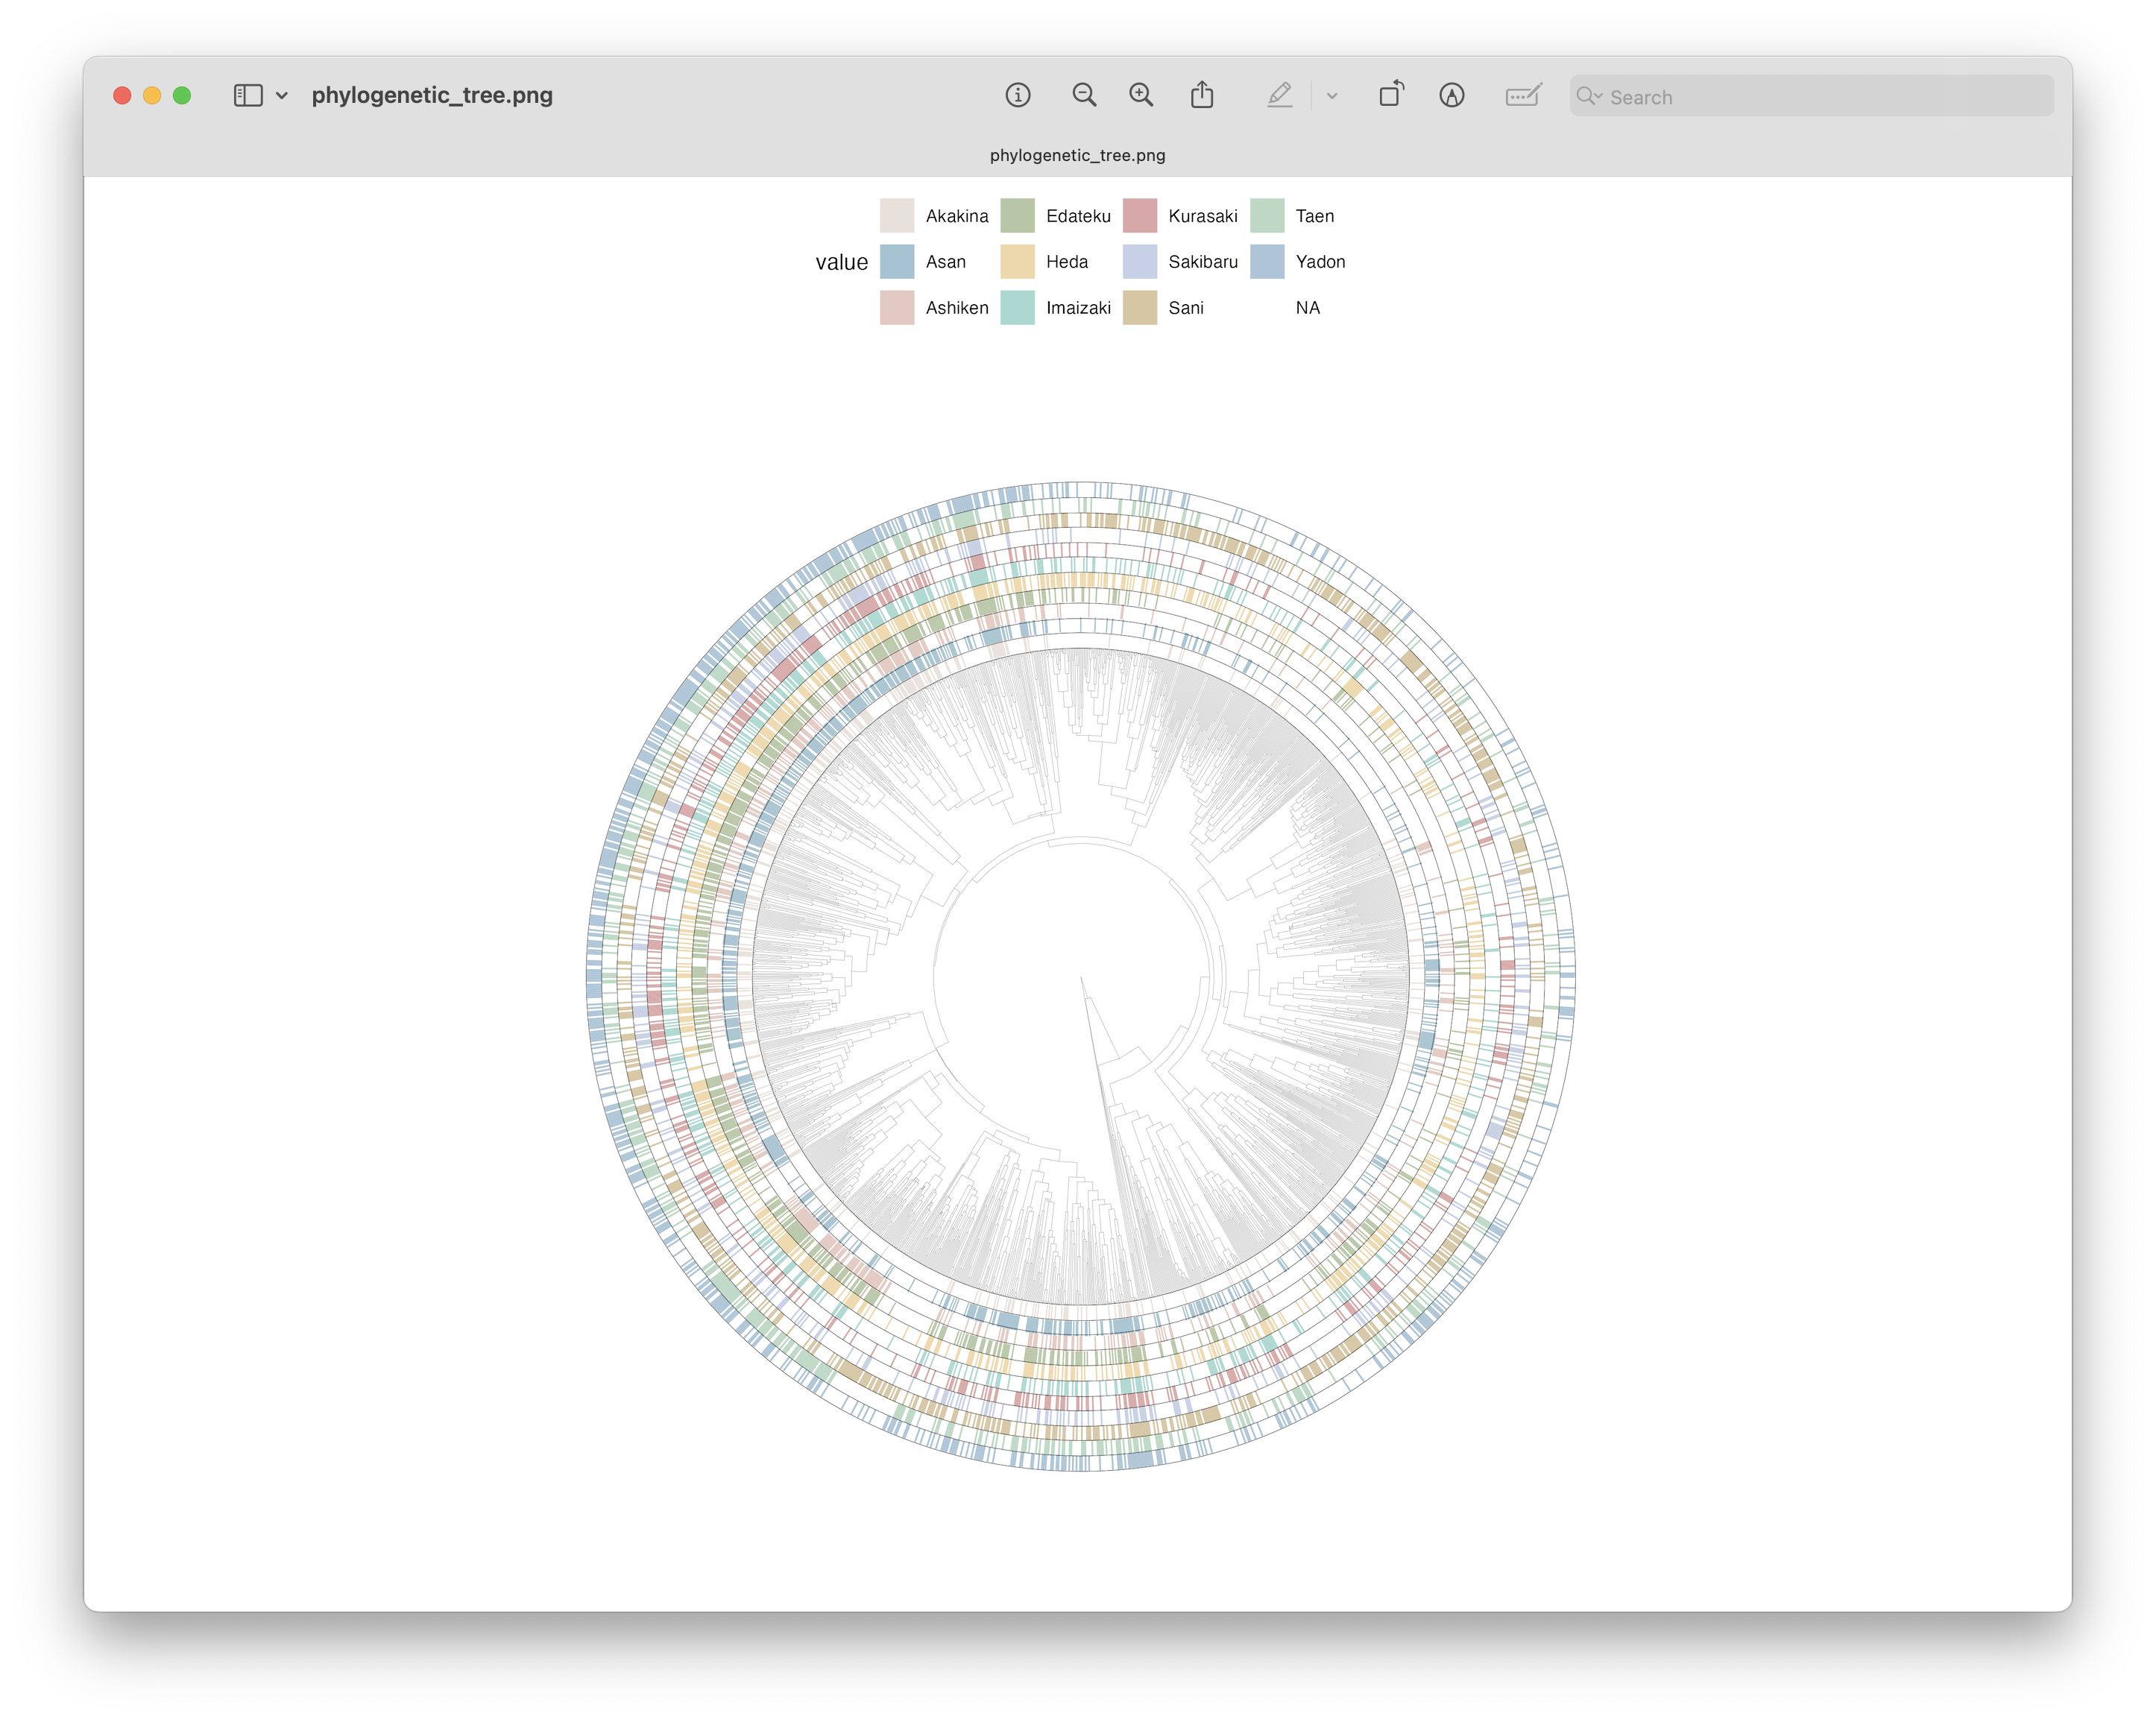 phylogenetic_tree.png
Search
phylogenetic_tree.png
Akakina Edateku Kurasaki Taen
value Asan Heda Sakibaru Yadon
Ashiken Imaizaki Sani NA